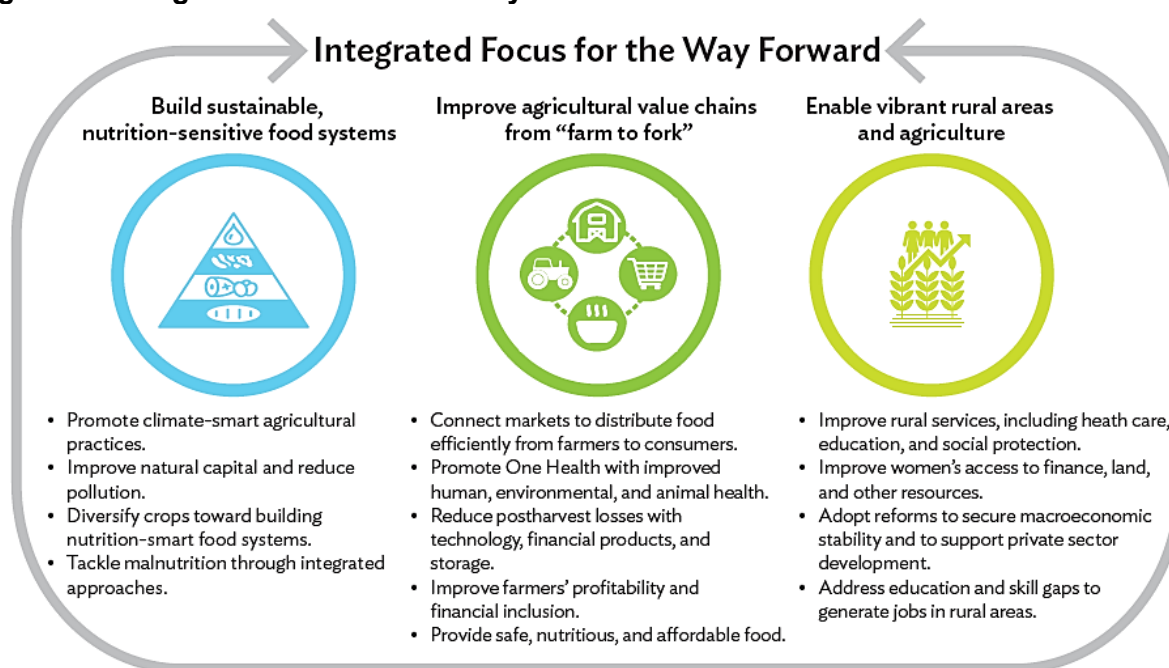 Integrated Focus for the Way Forward
Build sustainable,
nutrition-sensitive food systems
• Promote climate-smart agricultural
practices.
• Improve natural capital and reduce
pollution.
• Diversify crops toward building
nutrition-smart food systems.
• Tackle malnutrition through integrated
approaches.
Improve agricultural value chains
from “farm to fork”
• Connect markets to distribute food
efficiently from farmers to consumers.
• Promote One Health with improved
human, environmental, and animal health.
• Reduce postharvest losses with
technology, financial products, and
storage.
• Improve farmers’ profitability and
financial inclusion.
• Provide safe, nutritious, and affordable food.
Enable vibrant rural areas
and agriculture
• Improve rural services, including heath care,
education, and social protection.
• Improve women’s access to finance, land,
and other resources.
• Adopt reforms to secure macroeconomic
stability and to support private sector
development.
• Address education and skill gaps to
generate jobs in rural areas.